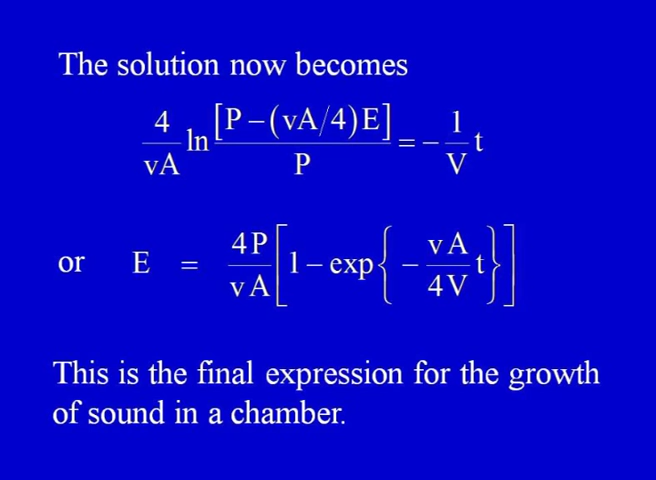 The solution now becomes
4/vA ln [P – (vA/4)E]/P = – 1/V t
or E = 4P/vA [1 – exp{– vA/4V t}]
This is the final expression for the growth
of sound in a chamber.